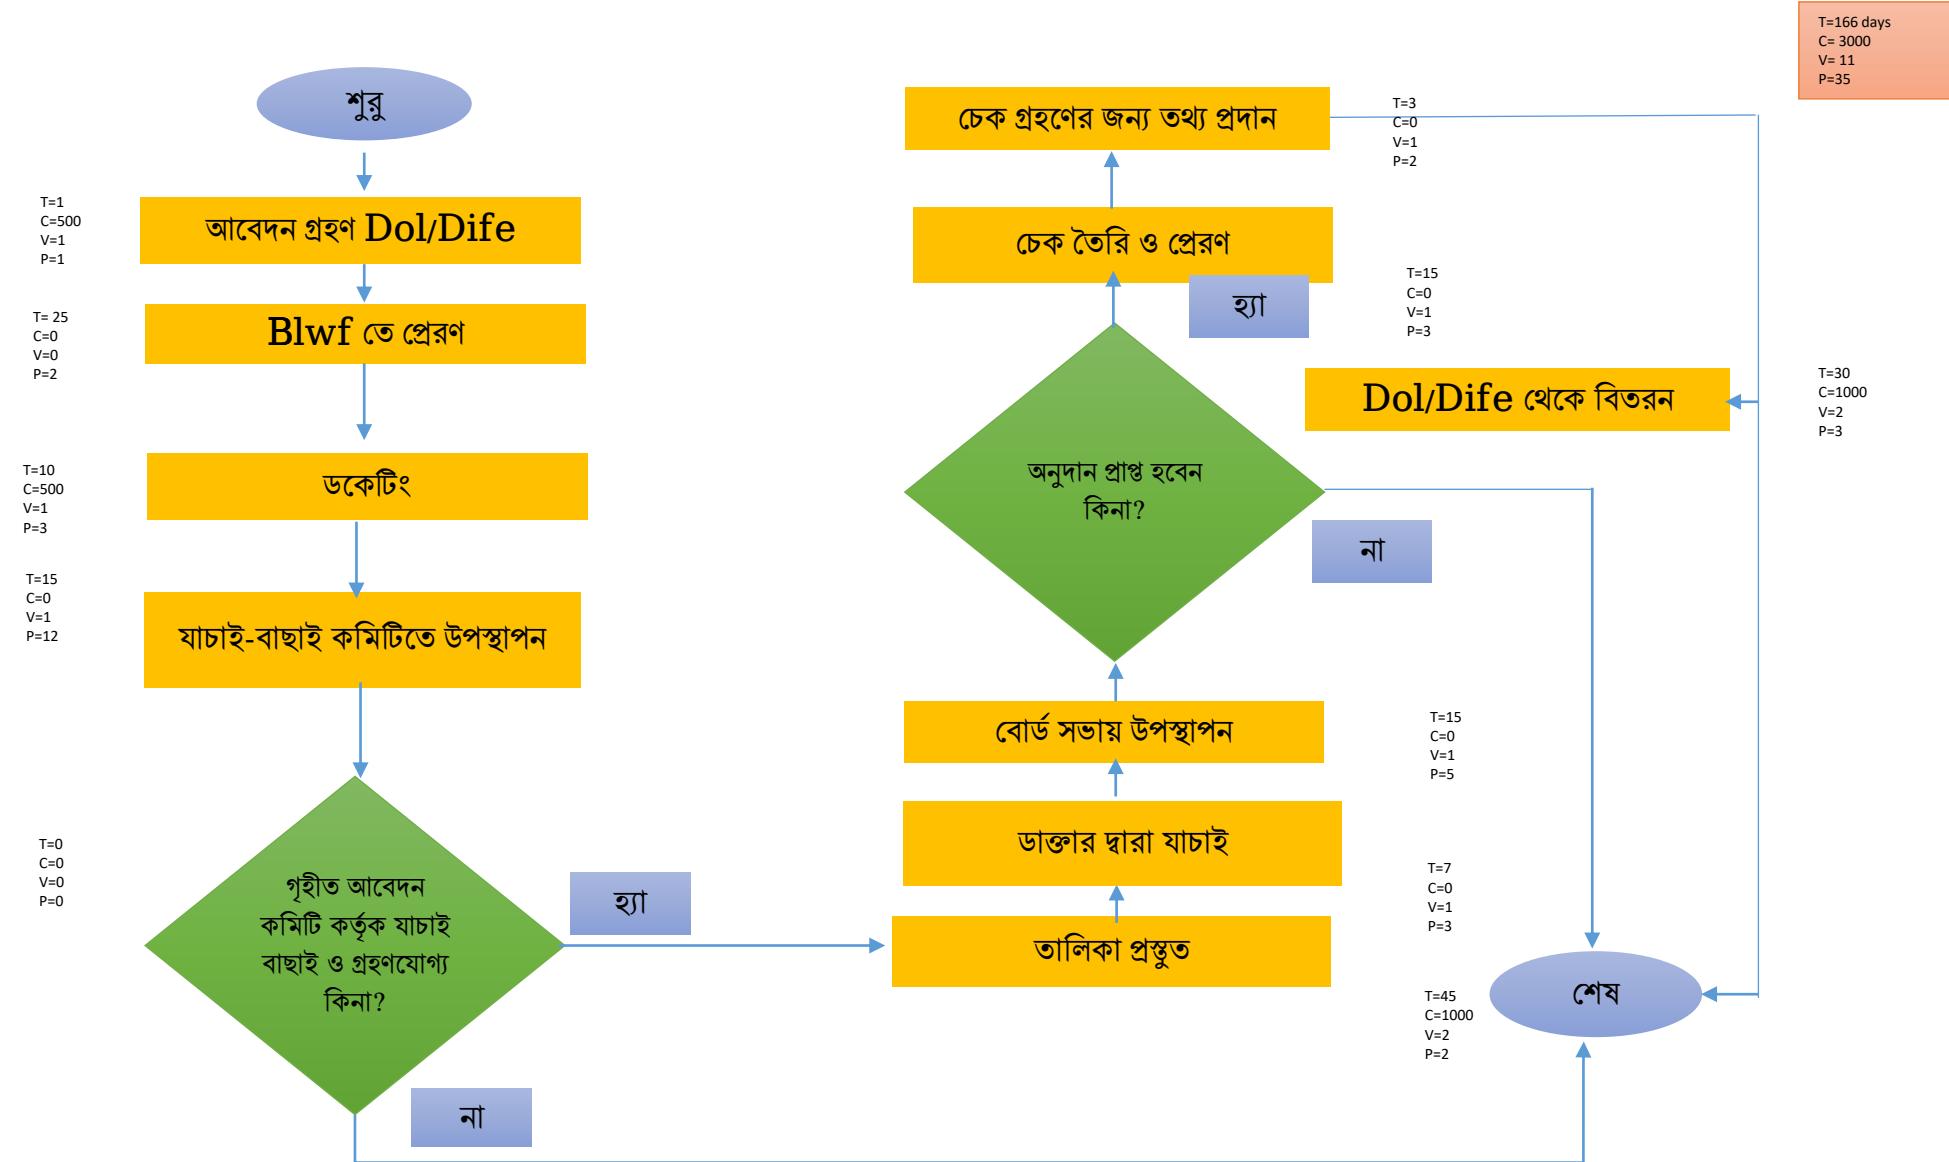 শুরু
T=1
C=500
V=1
P=1
আবেদন গ্রহণ Dol/Dife
T= 25
C=0
V=0
P=2
Blwf তে প্রেরণ
T=10
C=500
V=1
P=3
ডকেটিং
T=15
C=0
V=1
P=12
যাচাই-বাছাই কমিটিতে উপস্থাপন
T=0
C=0
V=0
P=0
গৃহীত আবেদন
কমিটি কর্তৃক যাচাই
বাছাই ও গ্রহণযোগ্য
কিনা?
হ্যা
না
তালিকা প্রস্তুত
T=45
C=1000
V=2
P=2
ডাক্তার দ্বারা যাচাই
T=7
C=0
V=1
P=3
বোর্ড সভায় উপস্থাপন
T=15
C=0
V=1
P=5
অনুদান প্রাপ্ত হবেন
কিনা?
হ্যা
না
চেক তৈরি ও প্রেরণ
T=15
C=0
V=1
P=3
চেক গ্রহণের জন্য তথ্য প্রদান
T=3
C=0
V=1
P=2
Dol/Dife থেকে বিতরন
T=30
C=1000
V=2
P=3
শেষ
T=166 days
C= 3000
V= 11
P=35